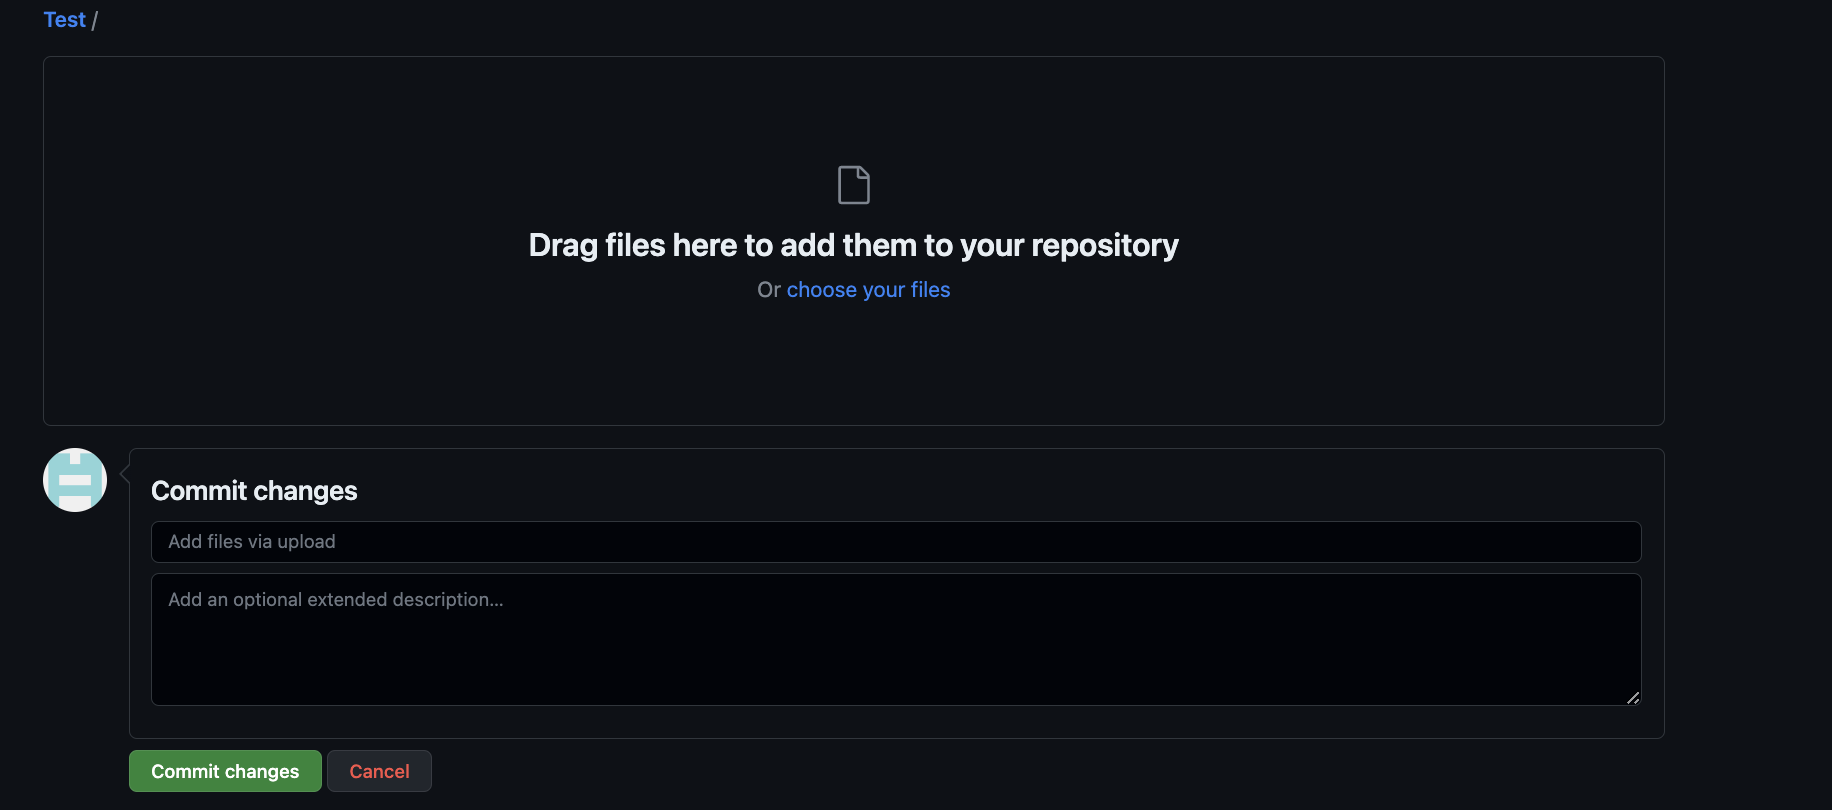 Test /
Drag files here to add them to your repository
Or choose your files
Commit changes
Add files via upload
Add an optional extended description...
Commit changes
Cancel